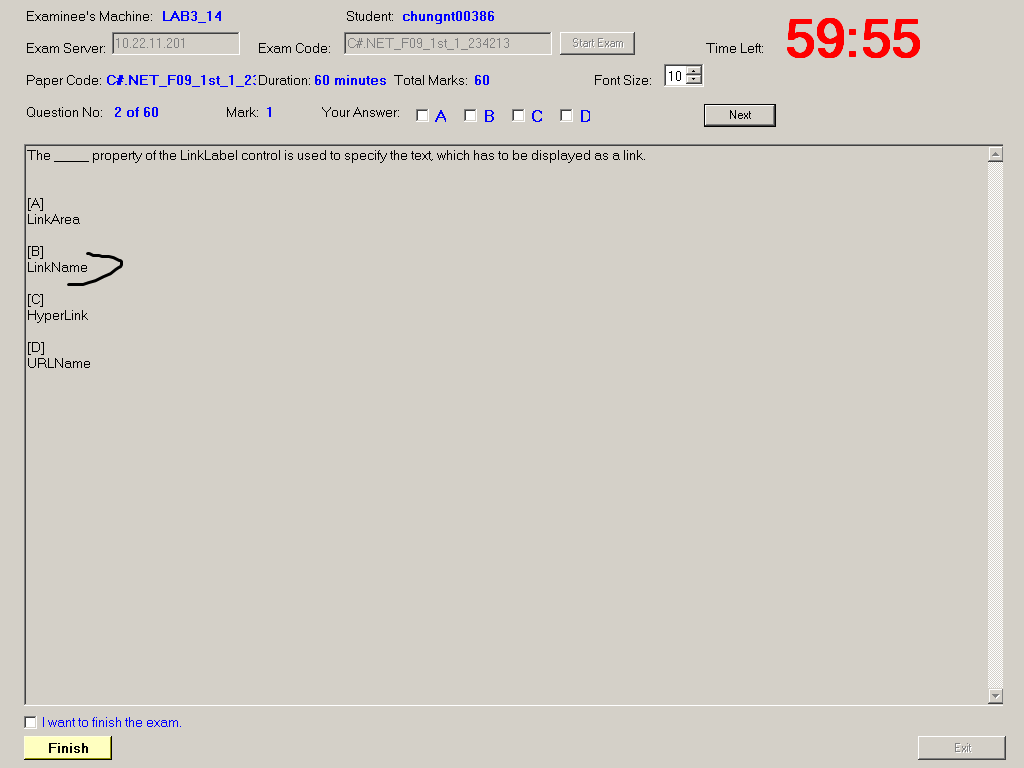 Examinee's Machine: LAB3_14 Student: chungnt00386
Exam Server: 10.22.11.201 Exam Code: C#.NET_F09_1st_1_234213 Start Exam Time Left: 59:55
Paper Code: C#.NET_F09_1st_1_23 Duration: 60 minutes Total Marks: 60 Font Size: 10
Question No: 2 of 60 Mark: 1 Your Answer: A B C D Next
The _____ property of the LinkLabel control is used to specify the text, which has to be displayed as a link.
[A]
LinkArea
[B]
LinkName
[C]
HyperLink
[D]
URLName
I want to finish the exam.
Finish Exit